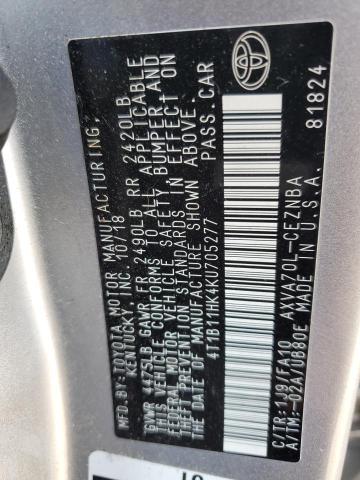 MFD.BY:TOYOTA MOTOR MANUFACTURING,
KENTUCKY, INC. 10/18
GVWR 4475LB GAWR FR 2490LB RR 2420LB
THIS VEHICLE CONFORMS TO ALL APPLICABLE
FEDERAL MOTOR VEHICLE SAFETY, BUMPER, AND
THEFT PREVENTION STANDARDS IN EFFECT ON
THE DATE OF MANUFACTURE SHOWN ABOVE.
4T1B11HK4KU705277 PASS. CAR
C/TR:1J9/FA10 AXVA70L-CEZNBA
A/TM:-02A/UB80E MADE IN U.S.A.
81824